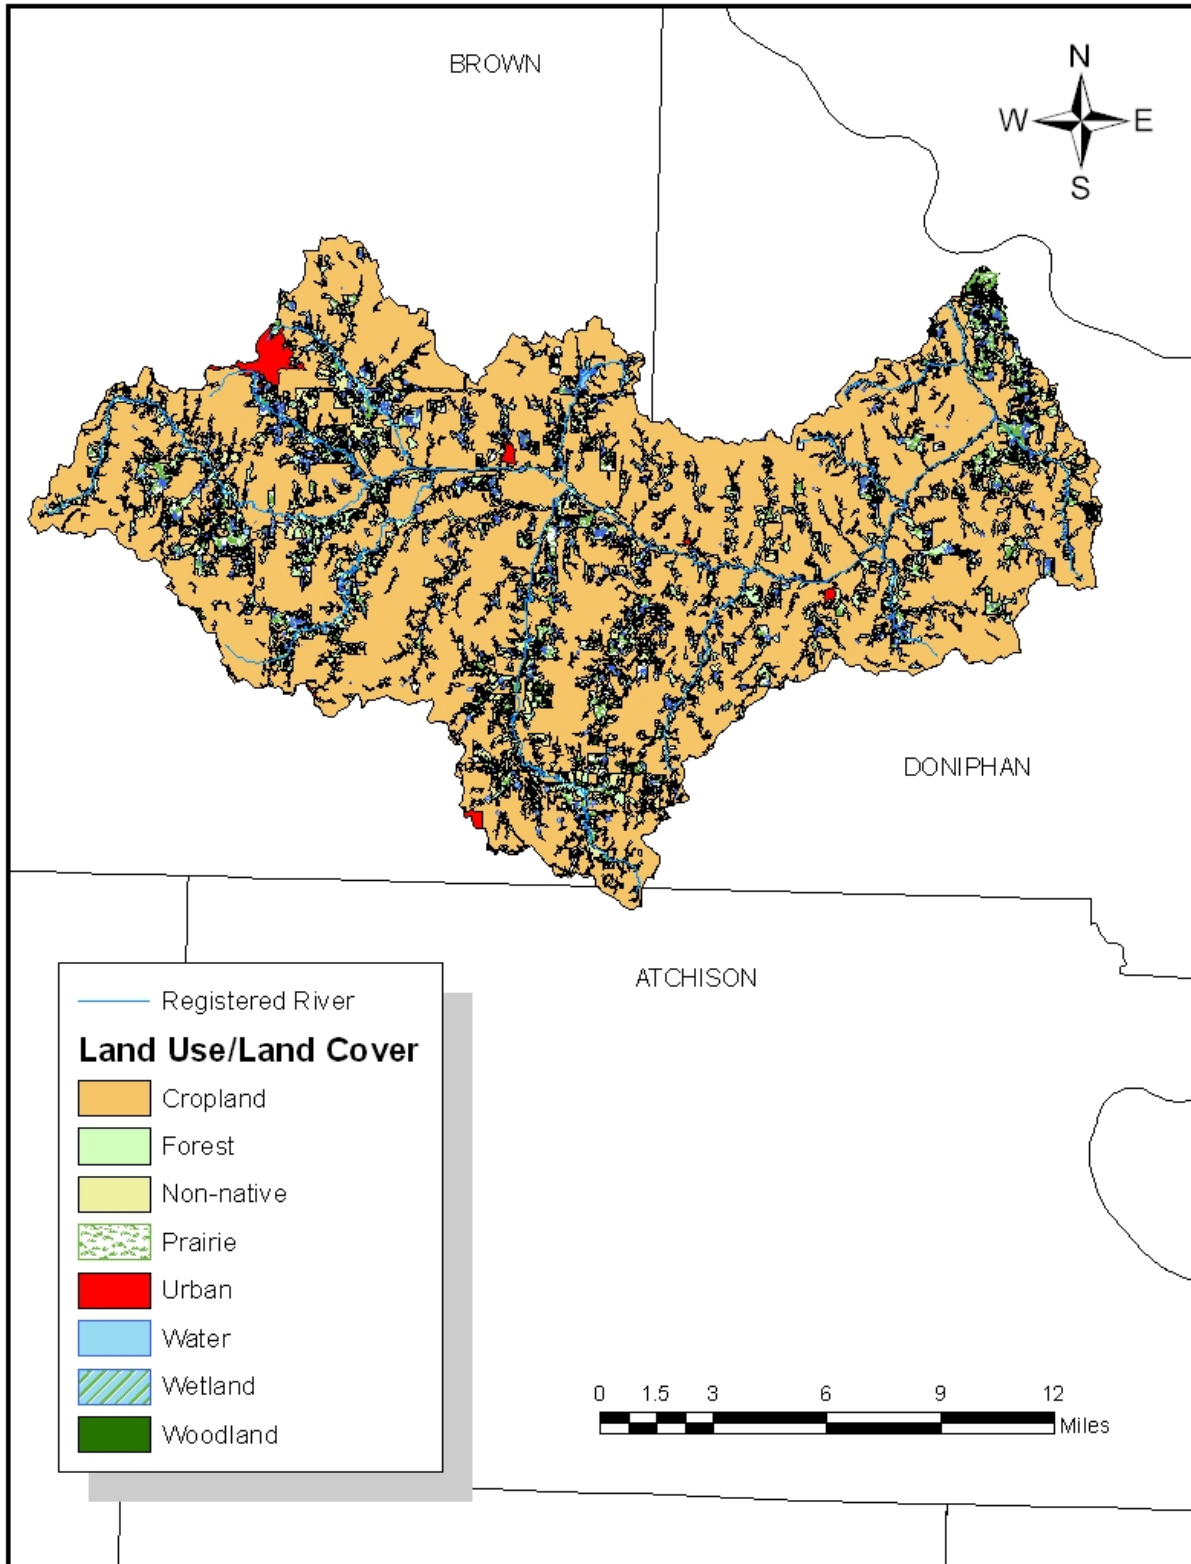 BROWN
N
W
E
S
DONIPHAN
ATCHISON
Registered River
Land Use/Land Cover
Cropland
Forest
Non-native
Prairie
Urban
Water
Wetland
Woodland
0 1.5 3 6 9 12
Miles